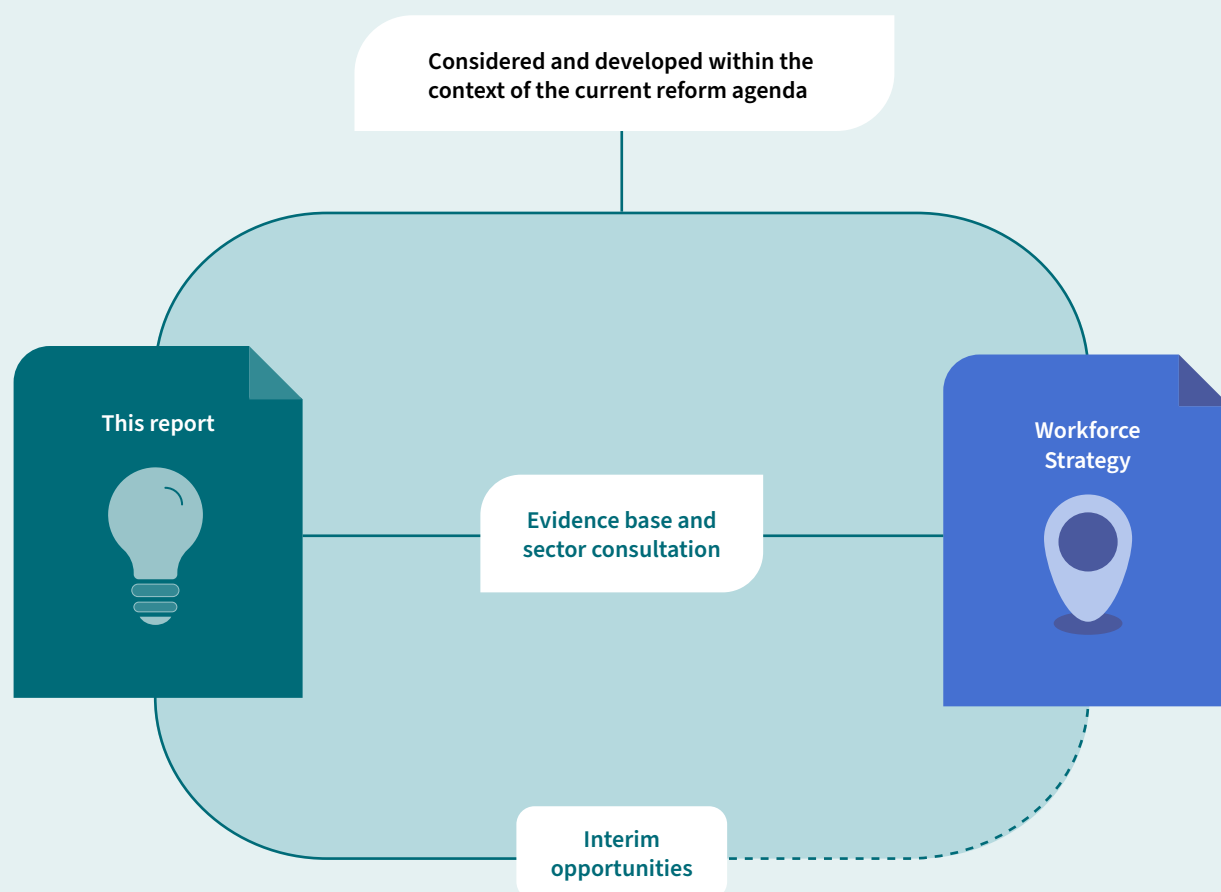 Considered and developed within the
context of the current reform agenda
This report
Workforce
Strategy
Evidence base and
sector consultation
Interim
opportunities